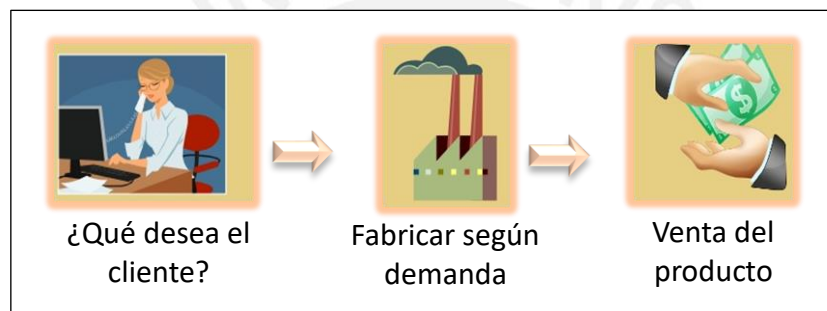 ¿Qué desea el
cliente?
Fabricar según
demanda
Venta del
producto